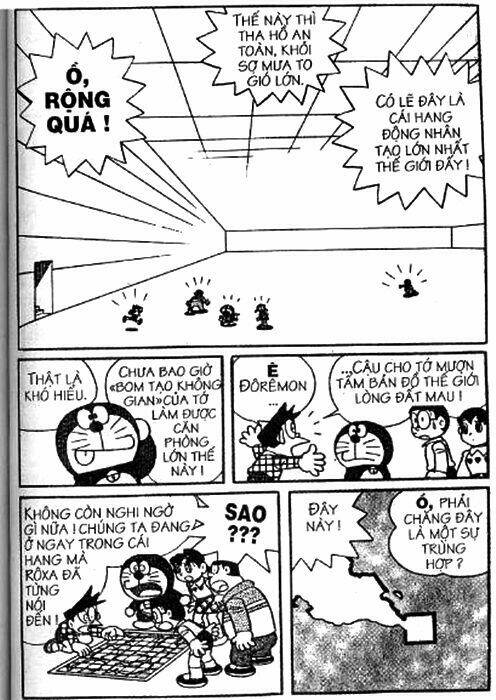 Ồ,
RỘNG
QUÁ !
THẾ NÀY THÌ
THA HỒ AN
TOÀN, KHỎI
SỢ MƯA TO
GIÓ LỚN.
CÓ LẼ ĐÂY LÀ
CÁI HANG
ĐỘNG NHÂN
TẠO LỚN NHẤT
THẾ GIỚI ĐẤY !
THẬT LÀ
KHÓ HIỂU.
CHƯA BAO GIỜ
«BOM TẠO KHÔNG
GIAN» CỦA TỚ
LÀM ĐƯỢC
CĂN
PHÒNG
LỚN THẾ
NÀY !
Ê
ĐÔRÊMON
...
...CẬU CHO TỚ MƯỢN
TẤM BẢN ĐỒ THẾ GIỚI
LÒNG ĐẤT MAU !
KHÔNG CÒN NGHI NGỜ
GÌ NỮA ! CHÚNG TA ĐANG
Ở NGAY TRONG CÁI
HANG MÀ
RÔXA ĐÃ
TỪNG
NÓI
ĐẾN !
SAO
???
ĐÂY
NÀY !
Ó, PHẢI
CHĂNG ĐÂY
LÀ MỘT SỰ
TRÙNG
HỢP ?